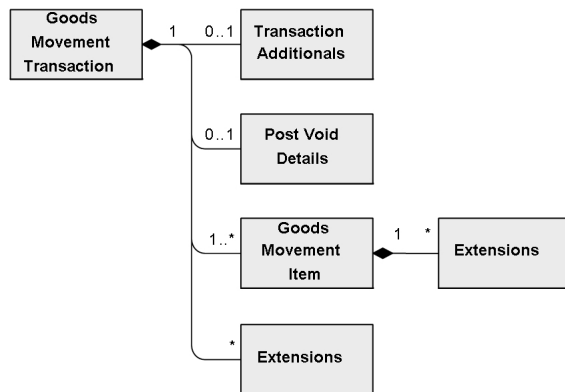 Goods
Movement
Transaction
1
0..1
Transaction
Additionals
0..1
Post Void
Details
1..*
Goods
Movement
Item
1
*
Extensions
*
Extensions